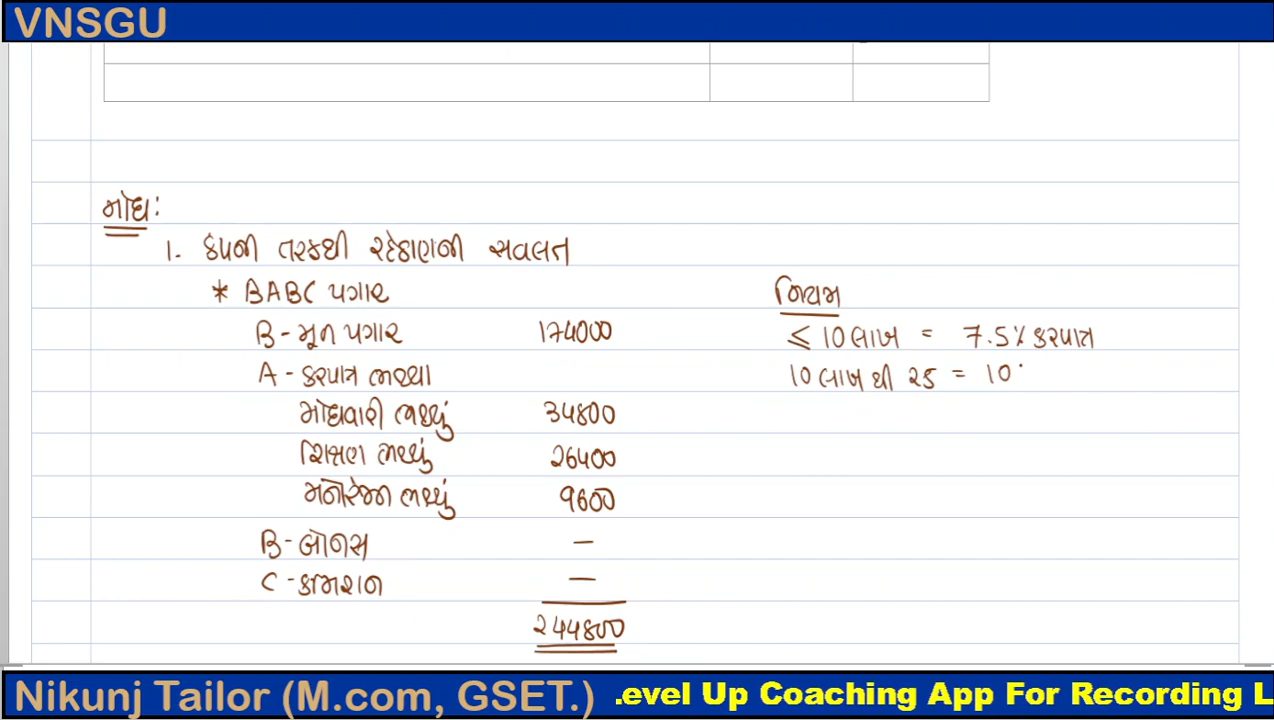 VNSGU
નોંધ:
1. કંપની તરફથી રહેઠાણની સવલત
* BABC પગાર
B - મૂળ પગાર 174000
A - કરપાત્ર ભથ્થા
મોંઘવારી ભથ્થું 34800
શિક્ષણ ભથ્થું 26400
મનોરંજન ભથ્થું 9600
B - બોનસ –
C - કમિશન –
244800
નિયમ
≤ 10 લાખ = 7.5% કરપાત્ર
10 લાખ થી 25 = 10
Nikunj Tailor (M.com, GSET.)
.evel Up Coaching App For Recording L